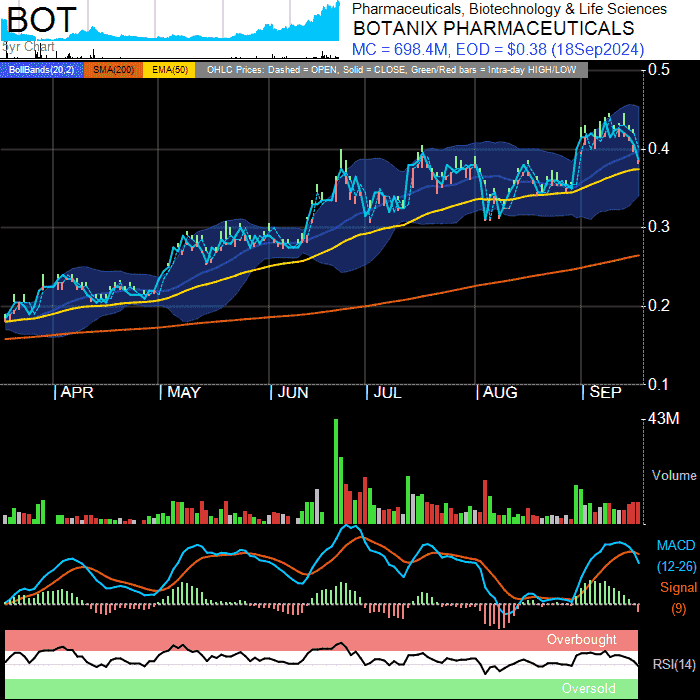 BOT
5yr Chart
Pharmaceuticals, Biotechnology & Life Sciences
BOTANIX PHARMACEUTICALS
MC = 698.4M, EOD = $0.38 (18Sep2024)
BollBands(20,2) SMA(200) EMA(50) OHLC Prices: Dashed = OPEN, Solid = CLOSE, Green/Red bars = Intra-day HIGH/LOW
0.5
0.4
0.3
0.2
0.1
APR MAY JUN JUL AUG SEP
43M
Volume
MACD
(12-26)
Signal
(9)
Overbought
RSI(14)
Oversold